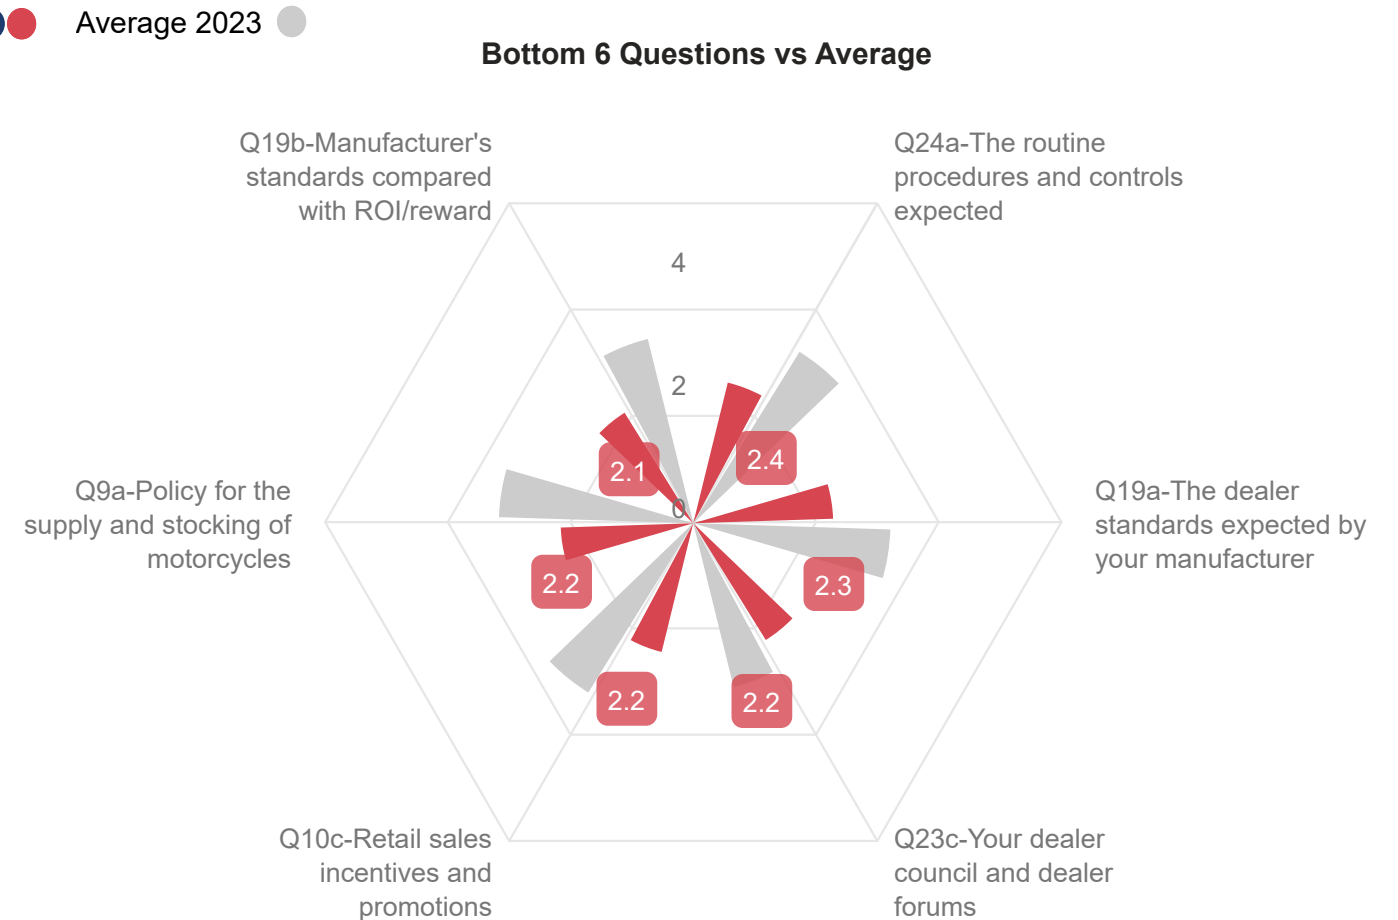 Average 2023
Bottom 6 Questions vs Average
Q19b-Manufacturer's
standards compared
with ROI/reward
Q24a-The routine
procedures and controls
expected
4
2
0
2.1
2.4
Q9a-Policy for the
supply and stocking of
motorcycles
Q19a-The dealer
standards expected by
your manufacturer
2.2
2.3
2.2
2.2
Q10c-Retail sales
incentives and
promotions
Q23c-Your dealer
council and dealer
forums